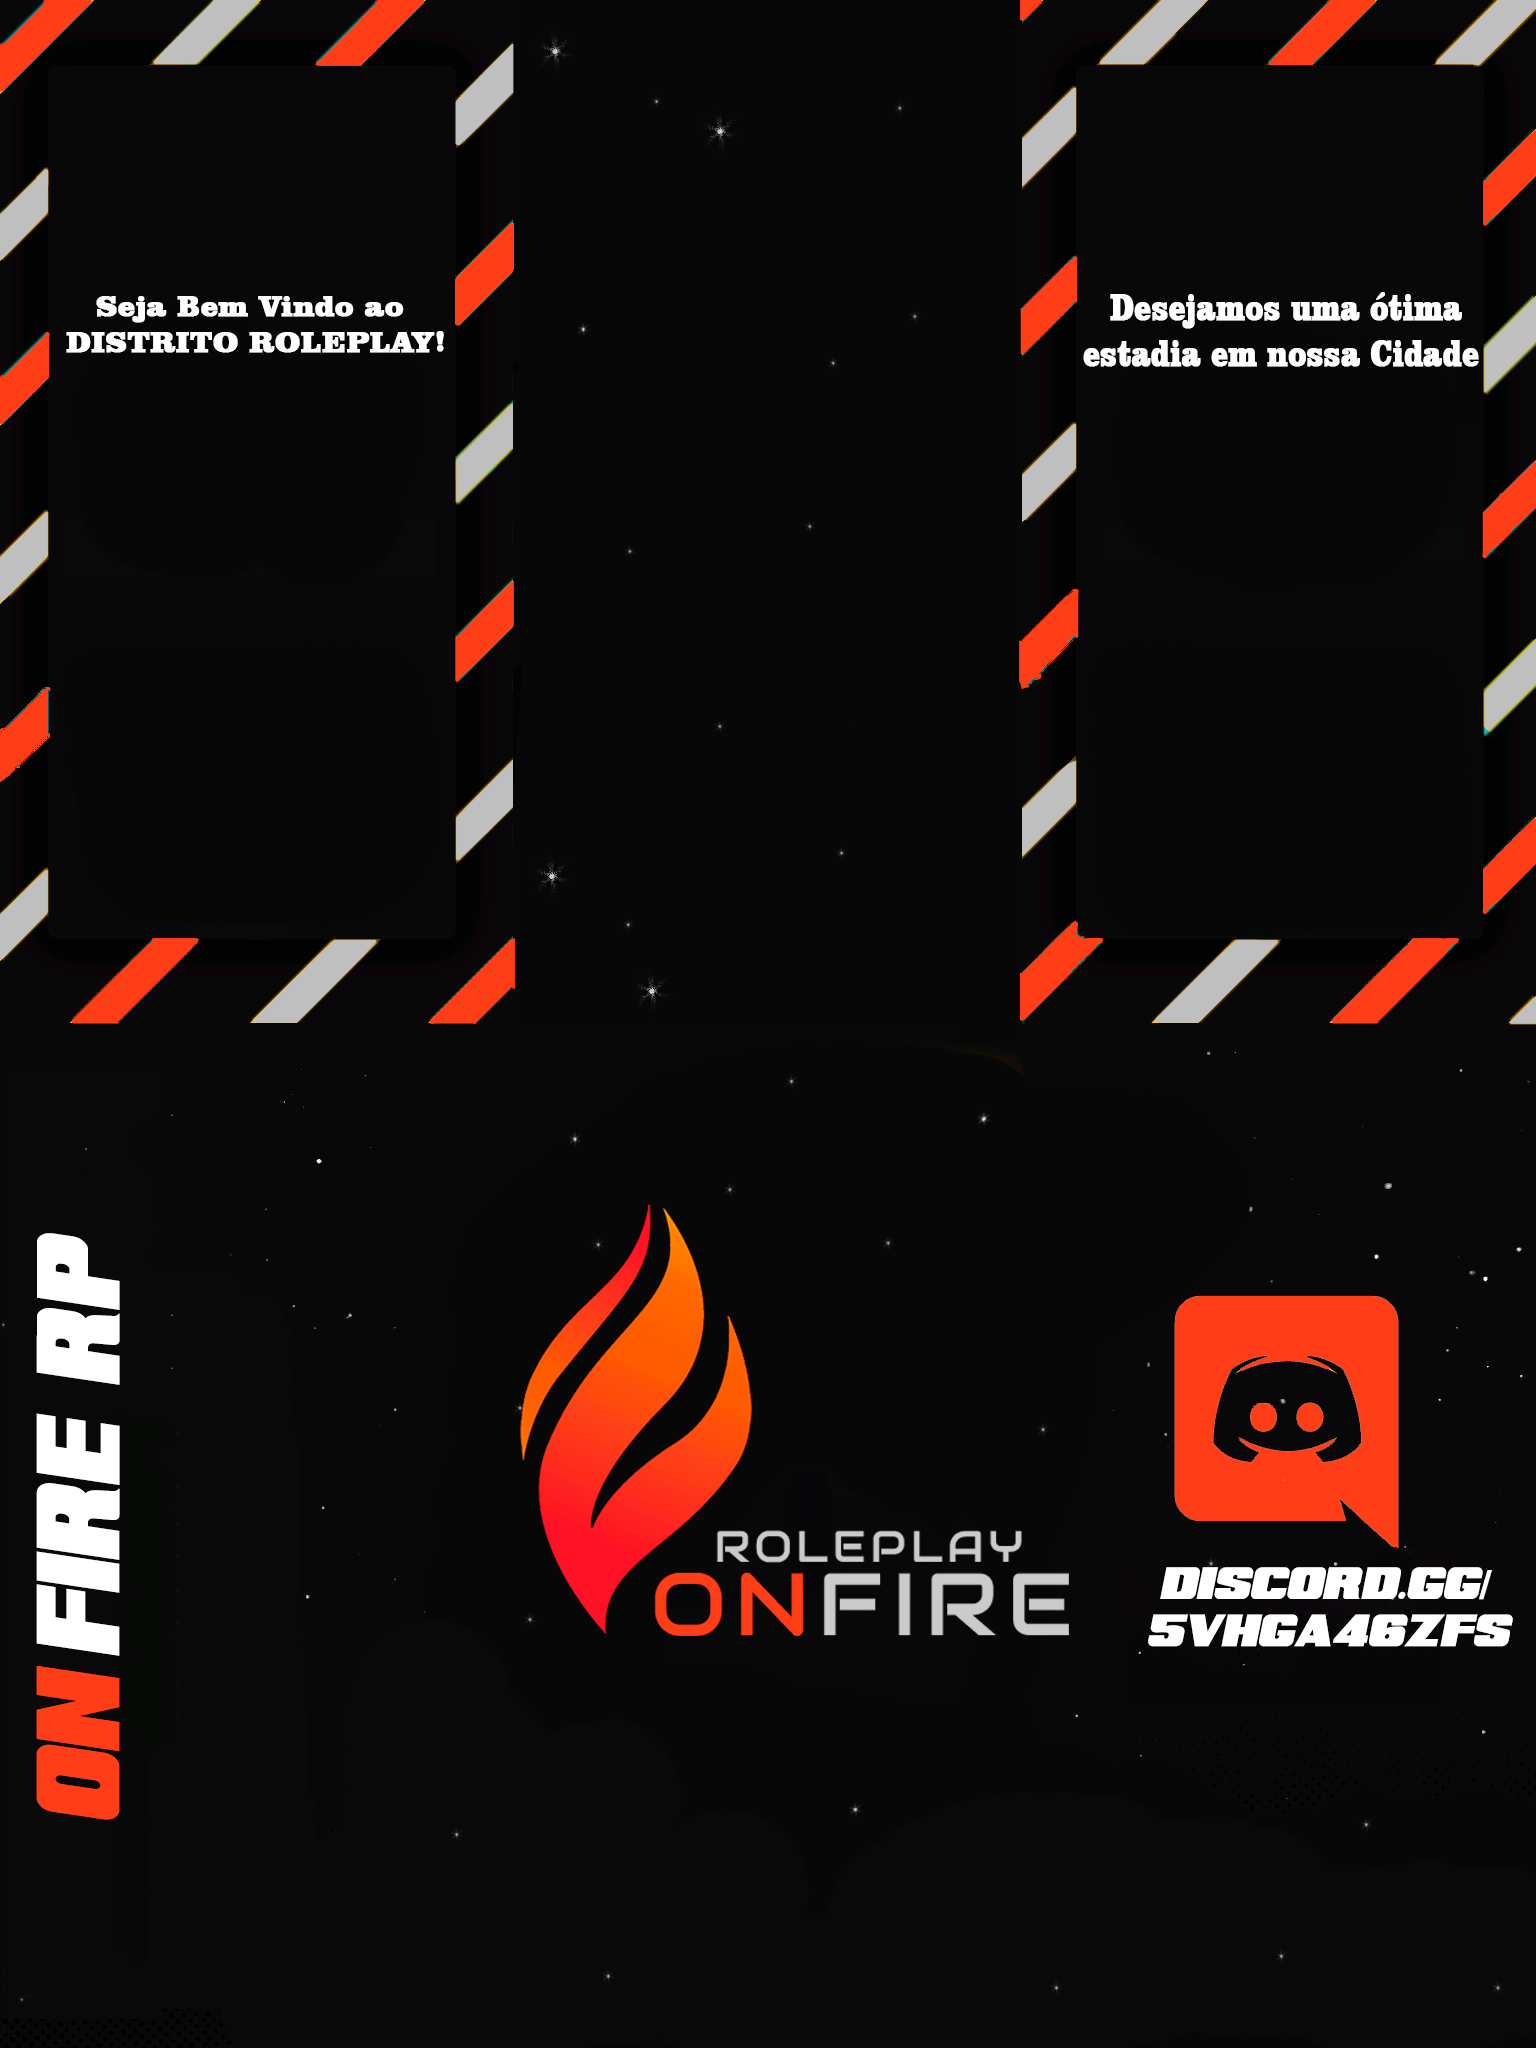 Seja Bem Vindo ao
DISTRITO ROLEPLAY!
Desejamos uma ótima
estadia em nossa Cidade
ON FIRE RP
ROLEPLAY
ONFIRE
DISCORD.GG/
5VHGA46ZFS